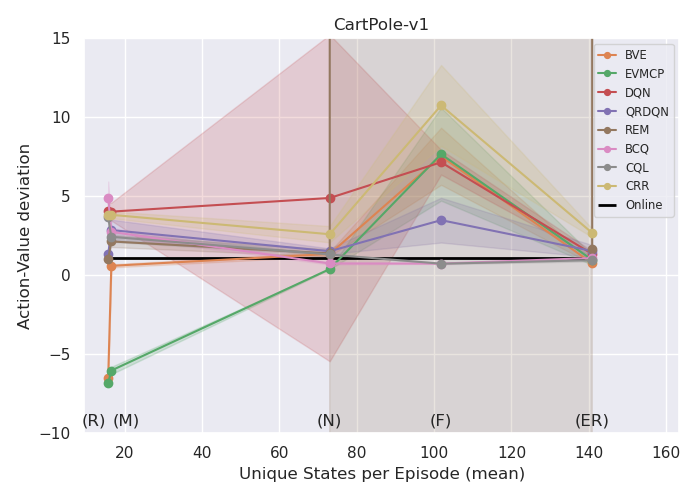 CartPole-v1
15
10
5
0
−5
−10
Action-Value deviation
BVE
EVMCP
DQN
QRDQN
REM
BCQ
CQL
CRR
Online
(R) (M) (N) (F) (ER)
20 40 60 80 100 120 140 160
Unique States per Episode (mean)